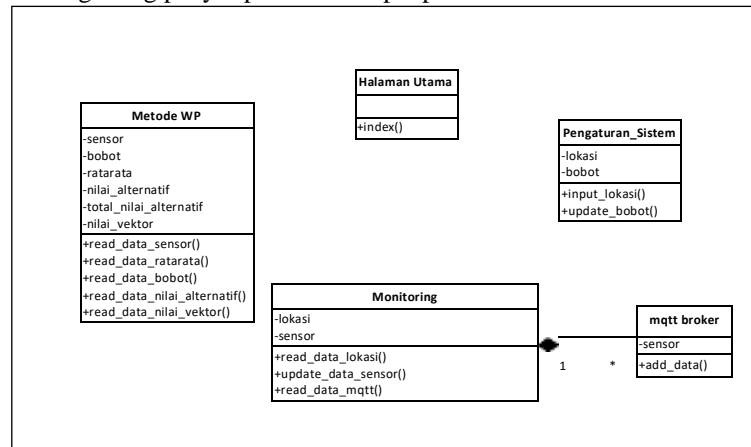 Halaman Utama
+index()
Metode WP
-sensor
-bobot
-ratarata
-nilai_alternatif
-total_nilai_alternatif
-nilai_vektor
+read_data_sensor()
+read_data_ratarata()
+read_data_bobot()
+read_data_nilai_alternatif()
+read_data_nilai_vektor()
Pengaturan_Sistem
-lokasi
-bobot
+input_lokasi()
+update_bobot()
Monitoring
-lokasi
-sensor
+read_data_lokasi()
+update_data_sensor()
+read_data_mqtt()
1
*
mqtt broker
-sensor
+add_data()